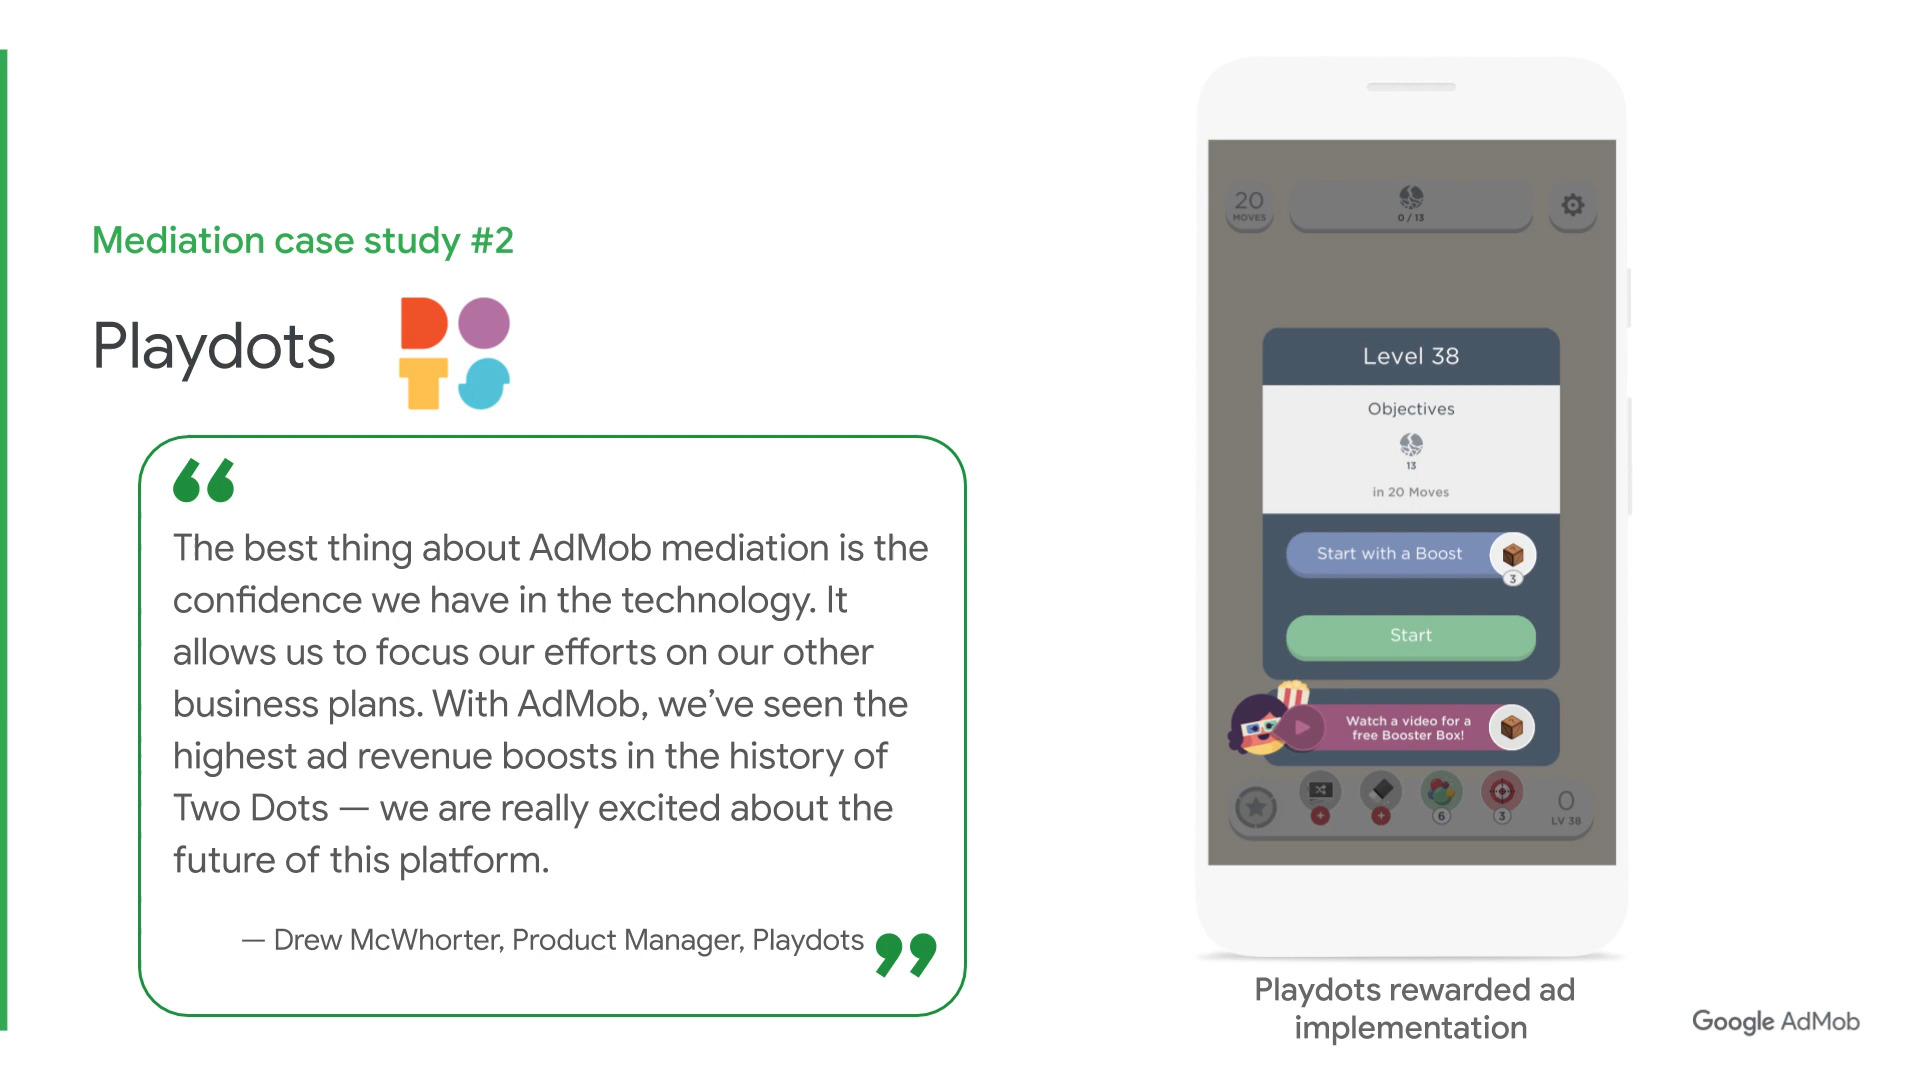 Mediation case study #2
Playdots
DOTS
“
The best thing about AdMob mediation is the
confidence we have in the technology. It
allows us to focus our efforts on our other
business plans. With AdMob, we’ve seen the
highest ad revenue boosts in the history of
Two Dots — we are really excited about the
future of this platform.
— Drew McWhorter, Product Manager, Playdots ”
20
MOVES
0 / 13
Level 38
Objectives
13
in 20 Moves
Start with a Boost
3
Start
Watch a video for a
free Booster Box!
6
3
0
LV 38
Playdots rewarded ad
implementation
Google AdMob